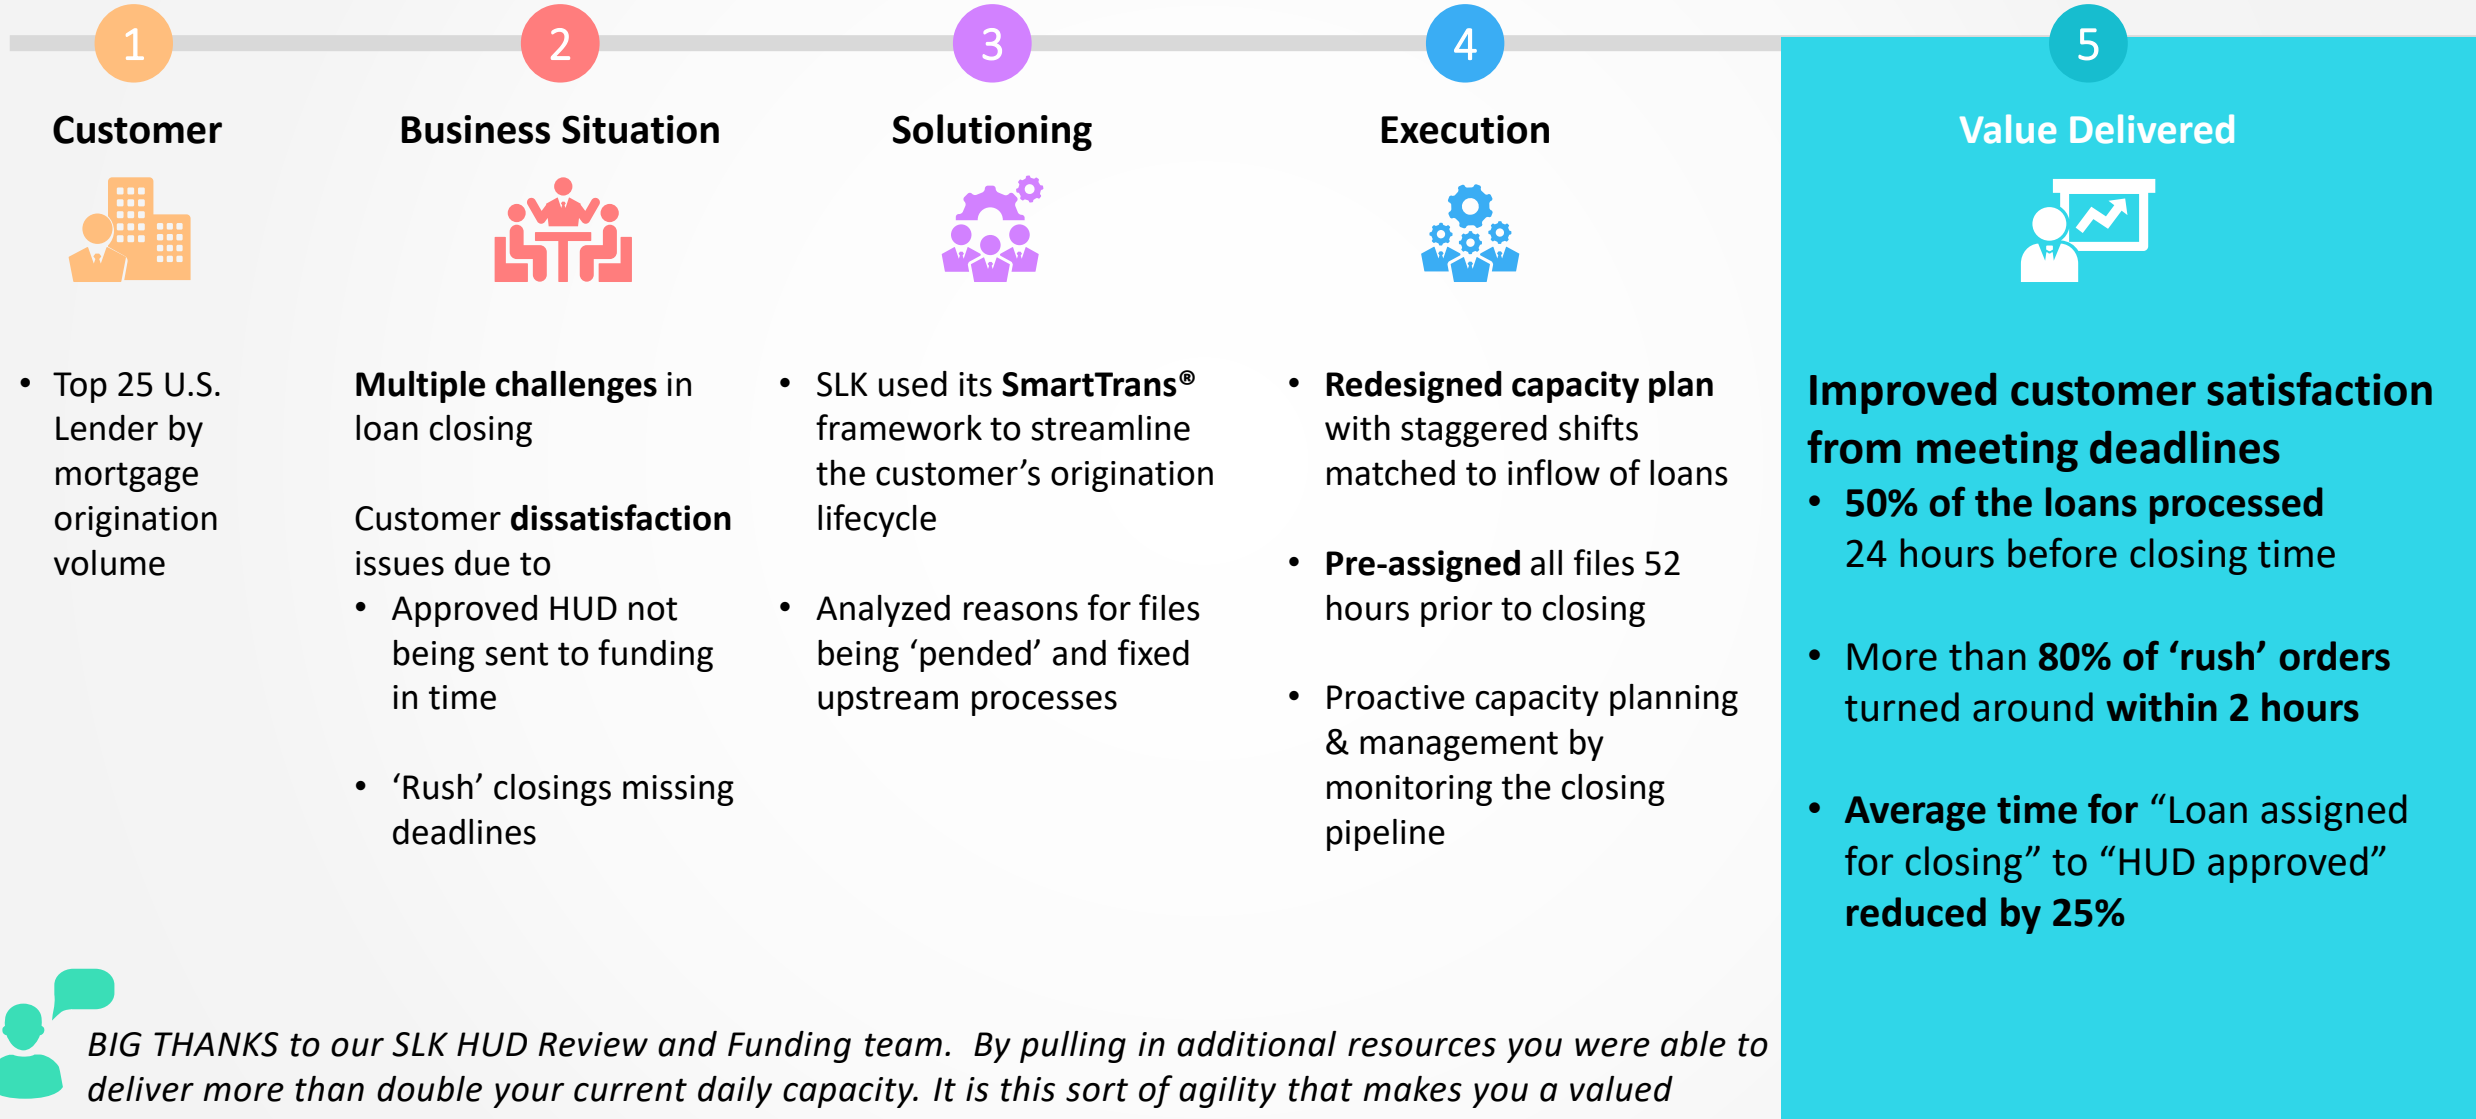 1
Customer
• Top 25 U.S.
Lender by
mortgage
origination
volume
2
Business Situation
Multiple challenges in
loan closing
Customer dissatisfaction
issues due to
• Approved HUD not
being sent to funding
in time
• ‘Rush’ closings missing
deadlines
3
Solutioning
• SLK used its SmartTrans®
framework to streamline
the customer’s origination
lifecycle
• Analyzed reasons for files
being ‘pended’ and fixed
upstream processes
4
Execution
• Redesigned capacity plan
with staggered shifts
matched to inflow of loans
• Pre-assigned all files 52
hours prior to closing
• Proactive capacity planning
& management by
monitoring the closing
pipeline
5
Value Delivered
Improved customer satisfaction
from meeting deadlines
• 50% of the loans processed
24 hours before closing time
• More than 80% of ‘rush’ orders
turned around within 2 hours
• Average time for “Loan assigned
for closing” to “HUD approved”
reduced by 25%
BIG THANKS to our SLK HUD Review and Funding team.  By pulling in additional resources you were able to
deliver more than double your current daily capacity. It is this sort of agility that makes you a valued